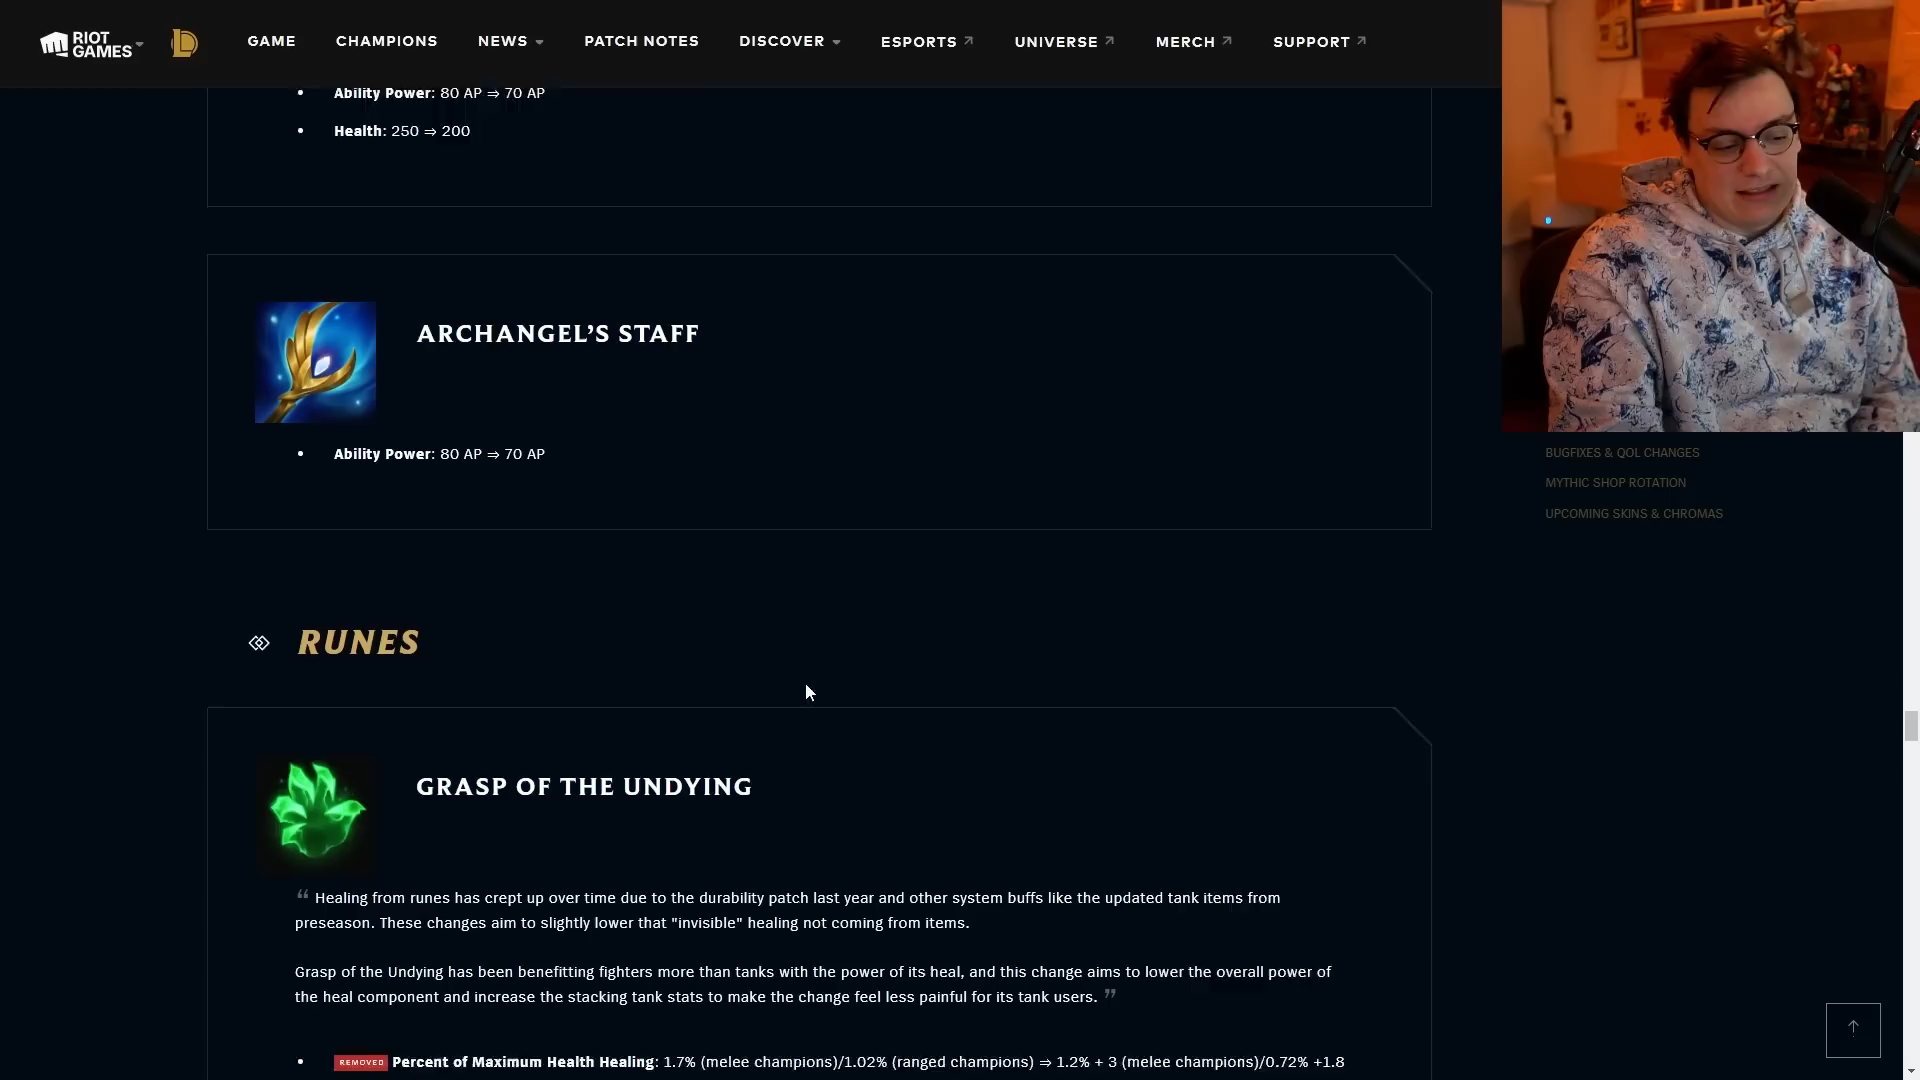 RIOT GAMES
GAME
CHAMPIONS
NEWS
PATCH NOTES
DISCOVER
ESPORTS
UNIVERSE
MERCH
SUPPORT
• Ability Power: 80 AP ⇒ 70 AP
• Health: 250 ⇒ 200
ARCHANGEL’S STAFF
• Ability Power: 80 AP ⇒ 70 AP
BUGFIXES & QOL CHANGES
MYTHIC SHOP ROTATION
UPCOMING SKINS & CHROMAS
RUNES
GRASP OF THE UNDYING
“ Healing from runes has crept up over time due to the durability patch last year and other system buffs like the updated tank items from
preseason. These changes aim to slightly lower that "invisible" healing not coming from items.
Grasp of the Undying has been benefitting fighters more than tanks with the power of its heal, and this change aims to lower the overall power of
the heal component and increase the stacking tank stats to make the change feel less painful for its tank users. ”
• REMOVED Percent of Maximum Health Healing: 1.7% (melee champions)/1.02% (ranged champions) ⇒ 1.2% + 3 (melee champions)/0.72% +1.8